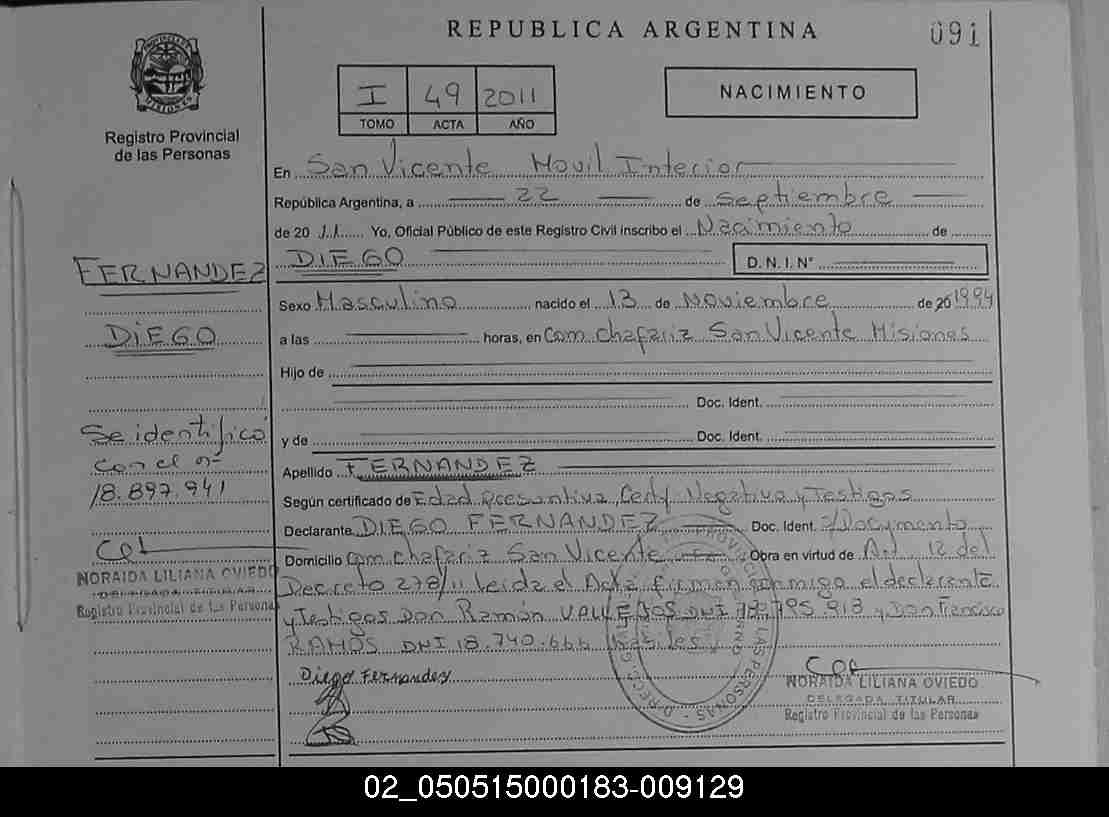 REPUBLICA ARGENTINA
091
Registro Provincial
de las Personas
I 49 2011
TOMO ACTA AÑO
NACIMIENTO
En San Vicente Movil Interior
República Argentina, a 22 de Septiembre
de 20 11 Yo, Oficial Público de este Registro Civil inscribo el Nacimiento de
DIEGO D.N.I. N°
FERNANDEZ
DIEGO
Se identifico
con el n-
18.897.941
NORAIDA LILIANA OVIEDO
DELEGADA TITULAR
Registro Provincial de las Personas
Sexo Masculino nacido el 13 de Noviembre de 20 1994
a las horas, en Com. Chafariz San Vicente Misiones
Hijo de
Doc. Ident.
y de Doc. Ident.
Apellido FERNANDEZ
Según certificado de Edad presuntiva, Certf. Negativo y Testigos
Declarante DIEGO FERNANDEZ Doc. Ident. s/Documento
Domicilio Com. Chafariz San Vicente Obra en virtud de Art 12 del
Decreto 278/11 Leida el Acta firman conmigo el declarante
y Testigos Don Ramón VALLEJOS DNI 18.795.913 y Don Francisco
RAMOS DNI 18.740.666
Diego Fernandez
NORAIDA LILIANA OVIEDO
DELEGADA TITULAR
Registro Provincial de las Personas
02_050515000183-009129